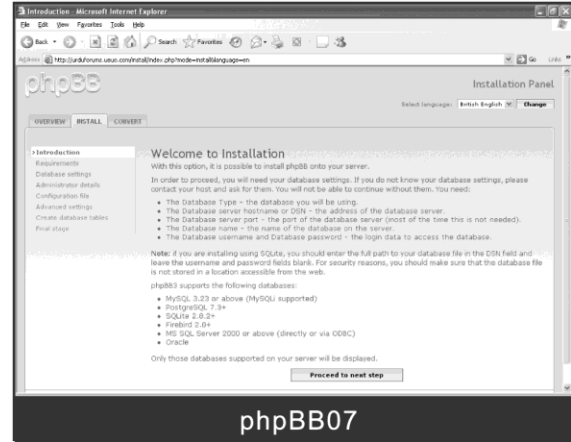 Introduction - Microsoft Internet Explorer
File Edit View Favorites Tools Help
Back Search Favorites
Address http://urduforums.ueuo.com/install/index.php?mode=install&language=en Go Links
phpBB
Installation Panel
Select language: British English Change
OVERVIEW INSTALL CONVERT
Introduction
Requirements
Database settings
Administrator details
Configuration file
Advanced settings
Create database tables
Final stage
Welcome to Installation
With this option, it is possible to install phpBB onto your server.
In order to proceed, you will need your database settings. If you do not know your database settings, please
contact your host and ask for them. You will not be able to continue without them. You need:
• The Database Type - the database you will be using.
• The Database server hostname or DSN - the address of the database server.
• The Database server port - the port of the database server (most of the time this is not needed).
• The Database name - the name of the database on the server.
• The Database username and Database password - the login data to access the database.
Note: if you are installing using SQLite, you should enter the full path to your database file in the DSN field and
leave the username and password fields blank. For security reasons, you should make sure that the database file
is not stored in a location accessible from the web.
phpBB3 supports the following databases:
• MySQL 3.23 or above (MySQLi supported)
• PostgreSQL 7.3+
• SQLite 2.8.2+
• Firebird 2.0+
• MS SQL Server 2000 or above (directly or via ODBC)
• Oracle
Only those databases supported on your server will be displayed.
Proceed to next step
phpBB07